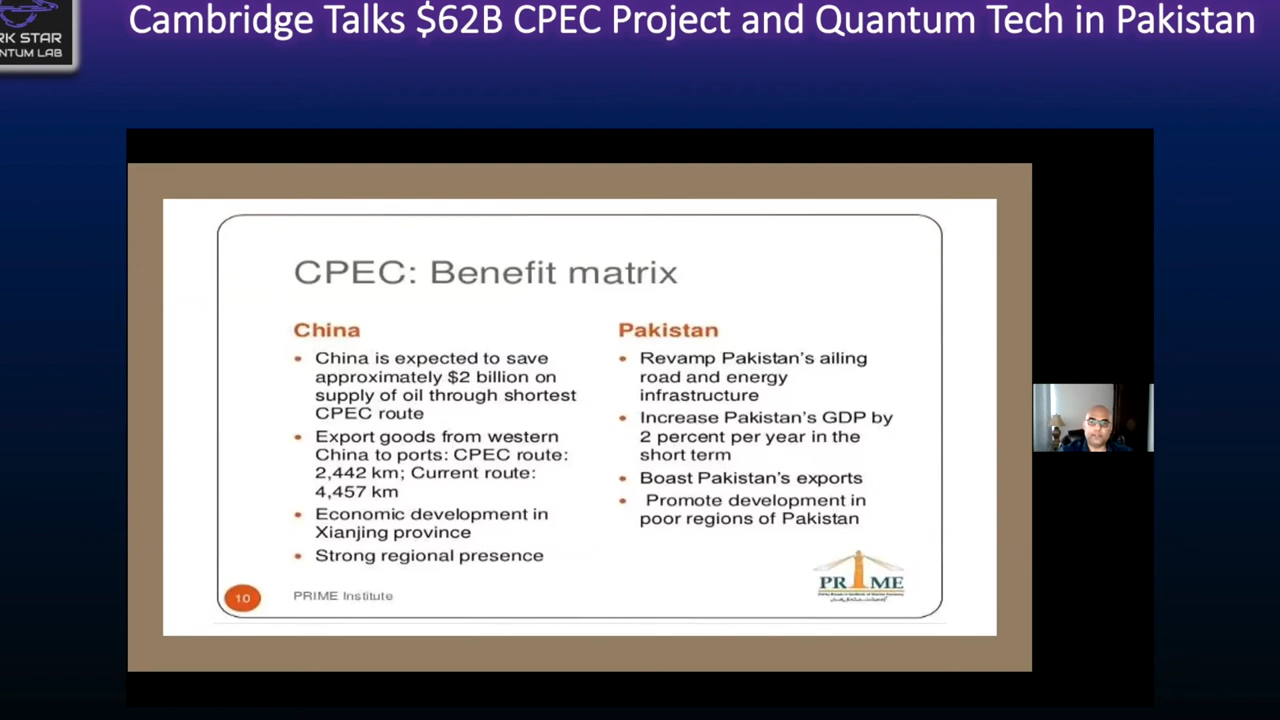 Cambridge Talks $62B CPEC Project and Quantum Tech in Pakistan
RK STAR
NTUM LAB
CPEC: Benefit matrix
China
• China is expected to save
approximately $2 billion on
supply of oil through shortest
CPEC route
• Export goods from western
China to ports: CPEC route:
2,442 km; Current route:
4,457 km
• Economic development in
Xianjing province
• Strong regional presence
Pakistan
• Revamp Pakistan's ailing
road and energy
infrastructure
• Increase Pakistan's GDP by
2 percent per year in the
short term
• Boast Pakistan's exports
• Promote development in
poor regions of Pakistan
10
PRIME Institute
PRIME